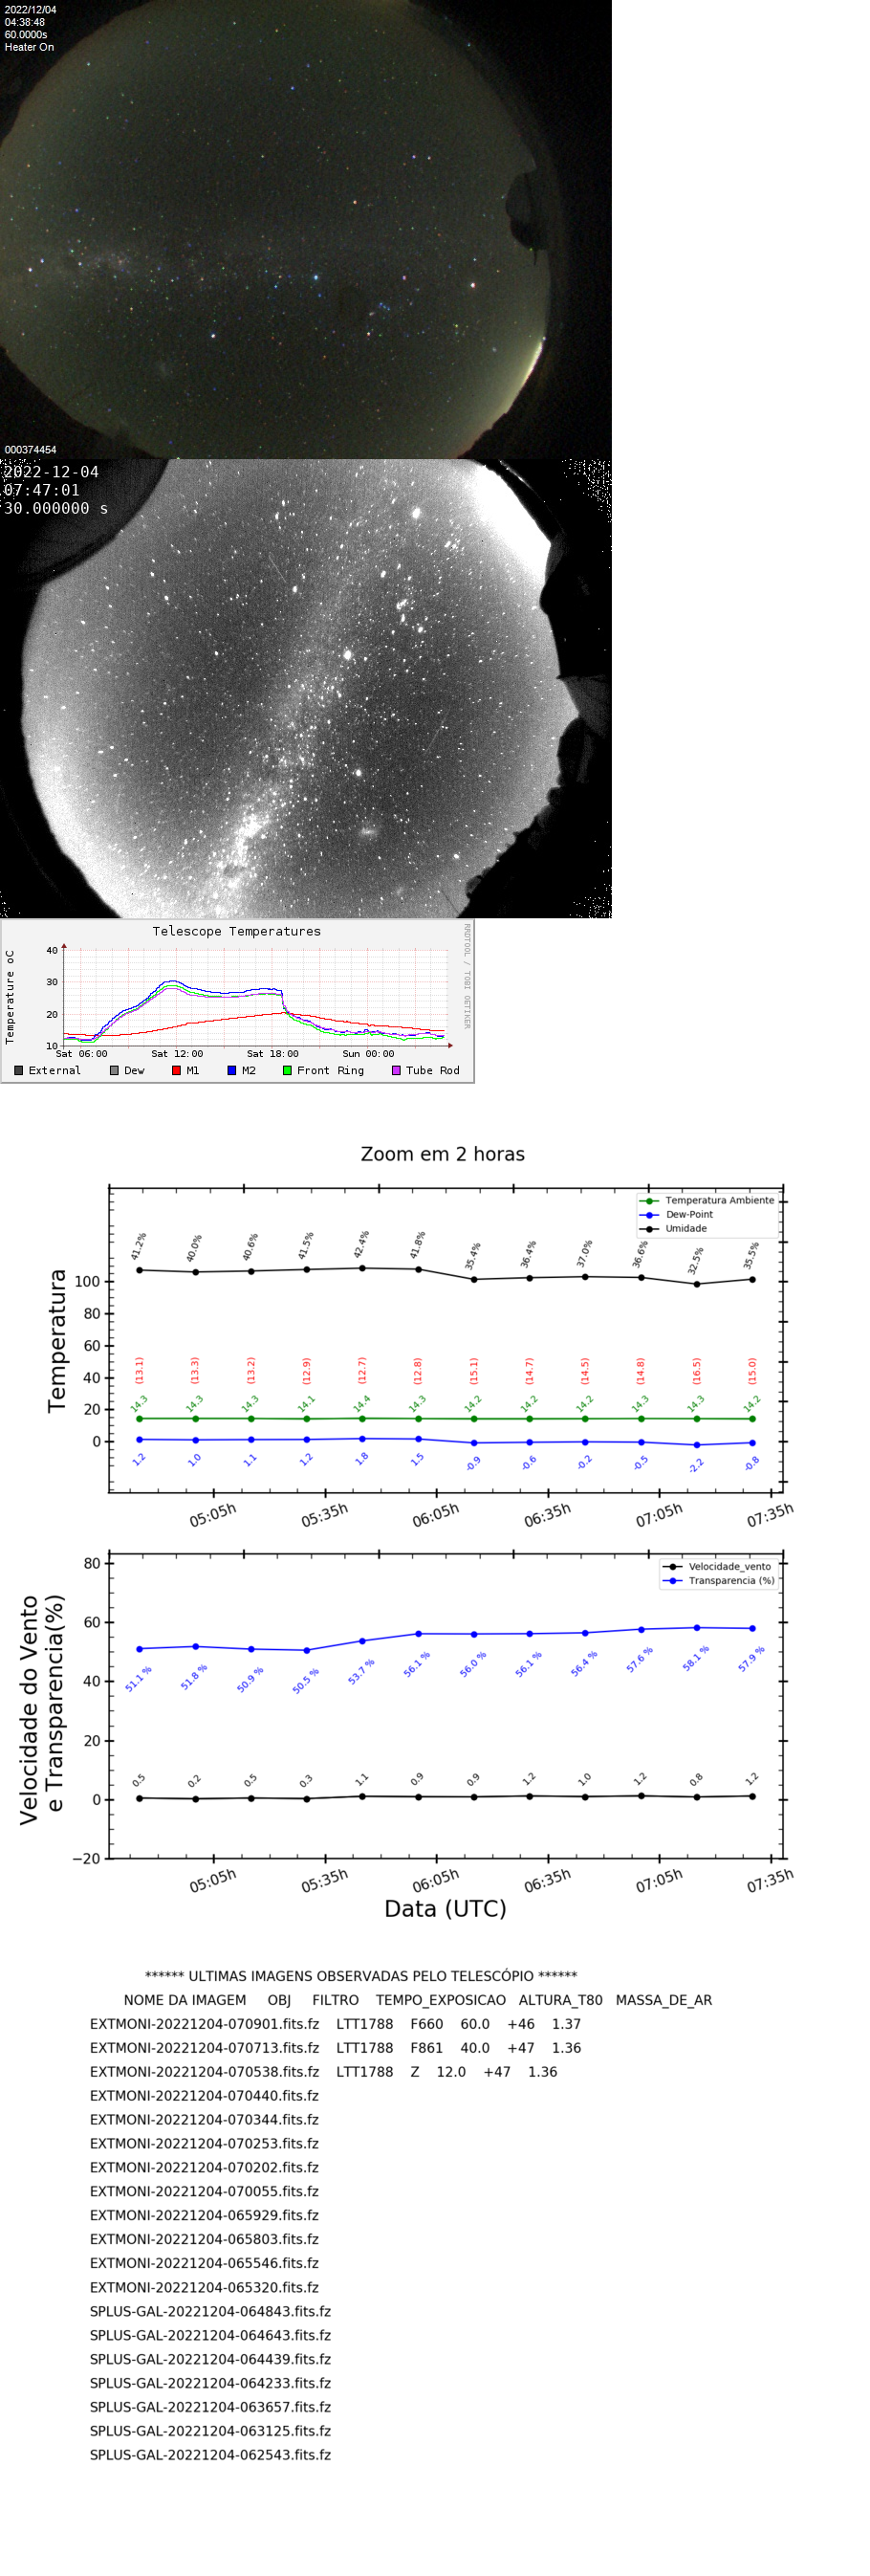 2022/12/04
04:38:48
60.0000s
Heater On
000374454
2022-12-04
07:47:01
30.000000 s
Telescope Temperatures
RRDTOOL / TOBI OETIKER
Temperature oC
40
30
20
10
Sat 06:00 Sat 12:00 Sat 18:00 Sun 00:00
External Dew M1 M2 Front Ring Tube Rod
Zoom em 2 horas
Temperatura Ambiente
Dew-Point
Umidade
Temperatura
41.2% 40.0% 40.6% 41.5% 42.4% 41.8% 35.4% 36.4% 37.0% 36.6% 32.5% 35.5%
100
80
60
40
20
0
(13.1) (13.3) (13.2) (12.9) (12.7) (12.8) (15.1) (14.7) (14.5) (14.8) (16.5) (15.0)
14.3 14.3 14.3 14.1 14.4 14.3 14.2 14.2 14.2 14.3 14.3 14.2
1.2 1.0 1.1 1.2 1.8 1.5 -0.9 -0.6 -0.2 -0.5 -2.2 -0.8
05:05h 05:35h 06:05h 06:35h 07:05h 07:35h
Velocidade_vento
Transparencia (%)
Velocidade do Vento
e Transparencia(%)
80
60
40
20
0
−20
51.1 % 51.8 % 50.9 % 50.5 % 53.7 % 56.1 % 56.0 % 56.1 % 56.4 % 57.6 % 58.1 % 57.9 %
0.5 0.2 0.5 0.3 1.1 0.9 0.9 1.2 1.0 1.2 0.8 1.2
05:05h 05:35h 06:05h 06:35h 07:05h 07:35h
Data (UTC)
****** ULTIMAS IMAGENS OBSERVADAS PELO TELESCÓPIO ******
NOME DA IMAGEM OBJ FILTRO TEMPO_EXPOSICAO ALTURA_T80 MASSA_DE_AR
EXTMONI-20221204-070901.fits.fz LTT1788 F660 60.0 +46 1.37
EXTMONI-20221204-070713.fits.fz LTT1788 F861 40.0 +47 1.36
EXTMONI-20221204-070538.fits.fz LTT1788 Z 12.0 +47 1.36
EXTMONI-20221204-070440.fits.fz
EXTMONI-20221204-070344.fits.fz
EXTMONI-20221204-070253.fits.fz
EXTMONI-20221204-070202.fits.fz
EXTMONI-20221204-070055.fits.fz
EXTMONI-20221204-065929.fits.fz
EXTMONI-20221204-065803.fits.fz
EXTMONI-20221204-065546.fits.fz
EXTMONI-20221204-065320.fits.fz
SPLUS-GAL-20221204-064843.fits.fz
SPLUS-GAL-20221204-064643.fits.fz
SPLUS-GAL-20221204-064439.fits.fz
SPLUS-GAL-20221204-064233.fits.fz
SPLUS-GAL-20221204-063657.fits.fz
SPLUS-GAL-20221204-063125.fits.fz
SPLUS-GAL-20221204-062543.fits.fz